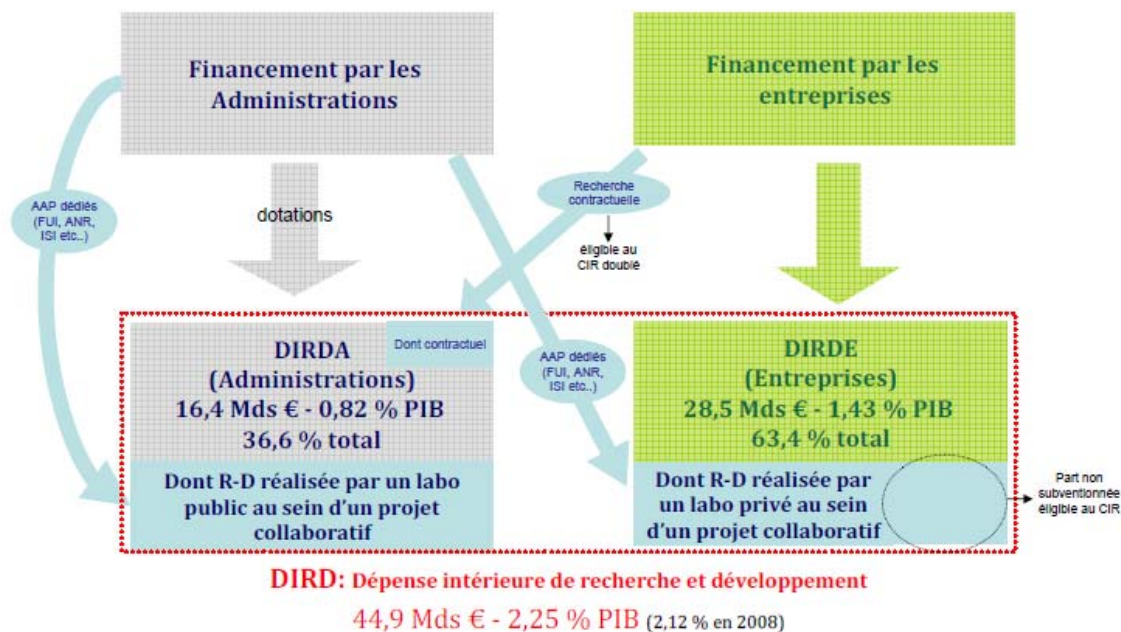 Financement par les
Administrations
Financement par les
entreprises
AAP dédiés
(FUI, ANR,
ISI etc..)
dotations
Recherche
contractuelle
éligible au
CIR doublé
DIRDA
(Administrations)
16,4 Mds € - 0,82 % PIB
36,6 % total
Dont contractuel
AAP dédiés
(FUI, ANR,
ISI etc..)
DIRDE
(Entreprises)
28,5 Mds € - 1,43 % PIB
63,4 % total
Dont R-D réalisée par un labo
public au sein d'un projet
collaboratif
Dont R-D réalisée par
un labo privé au sein
d'un projet collaboratif
Part non
subventionnée
éligible au CIR
DIRD: Dépense intérieure de recherche et développement
44,9 Mds € - 2,25 % PIB (2,12 % en 2008)